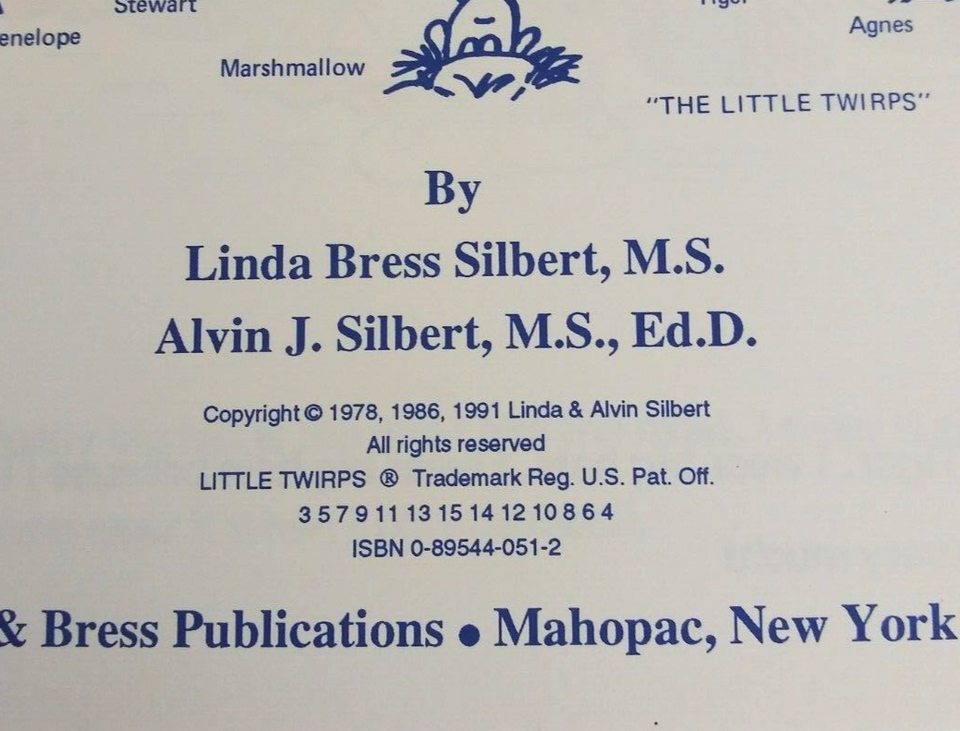 Stewart
enelope
Agnes
Marshmallow
"THE LITTLE TWIRPS"
By
Linda Bress Silbert, M.S.
Alvin J. Silbert, M.S., Ed.D.
Copyright © 1978, 1986, 1991 Linda & Alvin Silbert
All rights reserved
LITTLE TWIRPS ® Trademark Reg. U.S. Pat. Off.
3 5 7 9 11 13 15 14 12 10 8 6 4
ISBN 0-89544-051-2
& Bress Publications ● Mahopac, New York